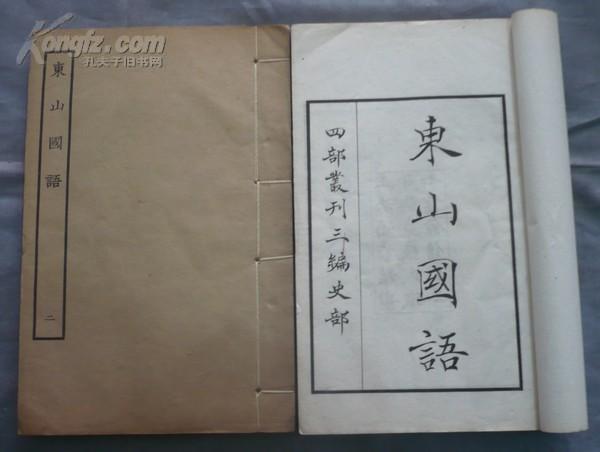 Kongfz.com
孔夫子旧书网
東山國語
二
東山國語
四部叢刊三編史部